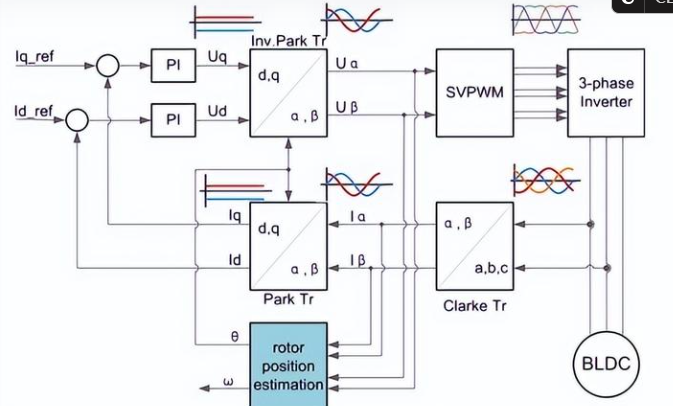 Inv.Park Tr
Iq_ref
PI
Uq
d,q
α , β
U α
U β
SVPWM
3-phase
Inverter
Id_ref
PI
Ud
Iq
Id
d,q
α , β
Park Tr
I α
I β
α , β
a,b,c
Clarke Tr
θ
ω
rotor
position
estimation
BLDC